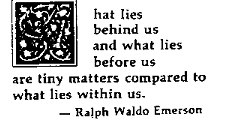 What lies
behind us
and what lies
before us
are tiny matters compared to
what lies within us.
— Ralph Waldo Emerson